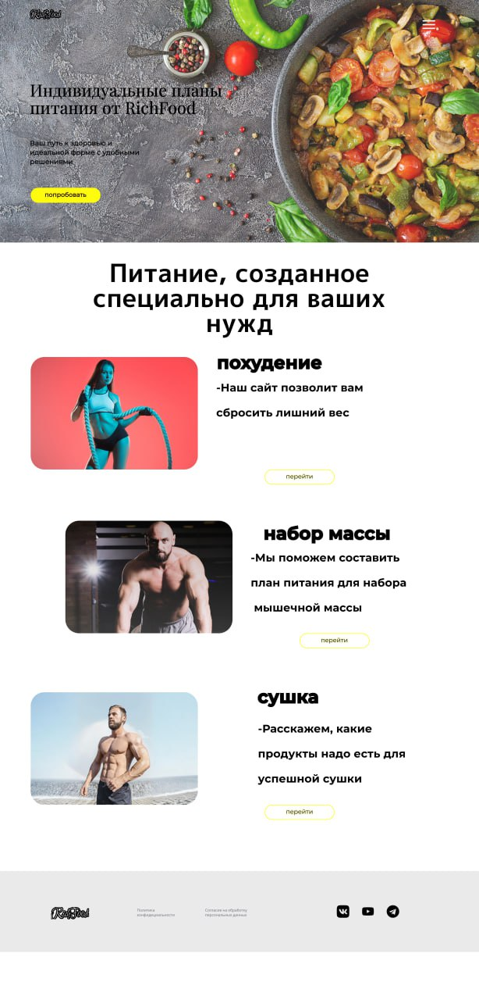 RichFood
Индивидуальные планы
питания от RichFood
Ваш путь к здоровью и
идеальной форме с удобными
решениями
попробовать
Питание, созданное
специально для ваших
нужд
похудение
-Наш сайт позволит вам
сбросить лишний вес
перейти
набор массы
-Мы поможем составить
план питания для набора
мышечной массы
перейти
сушка
-Расскажем, какие
продукты надо есть для
успешной сушки
перейти
RichFood
Политика
конфидециальности
Согласие на обработку
персональных данных